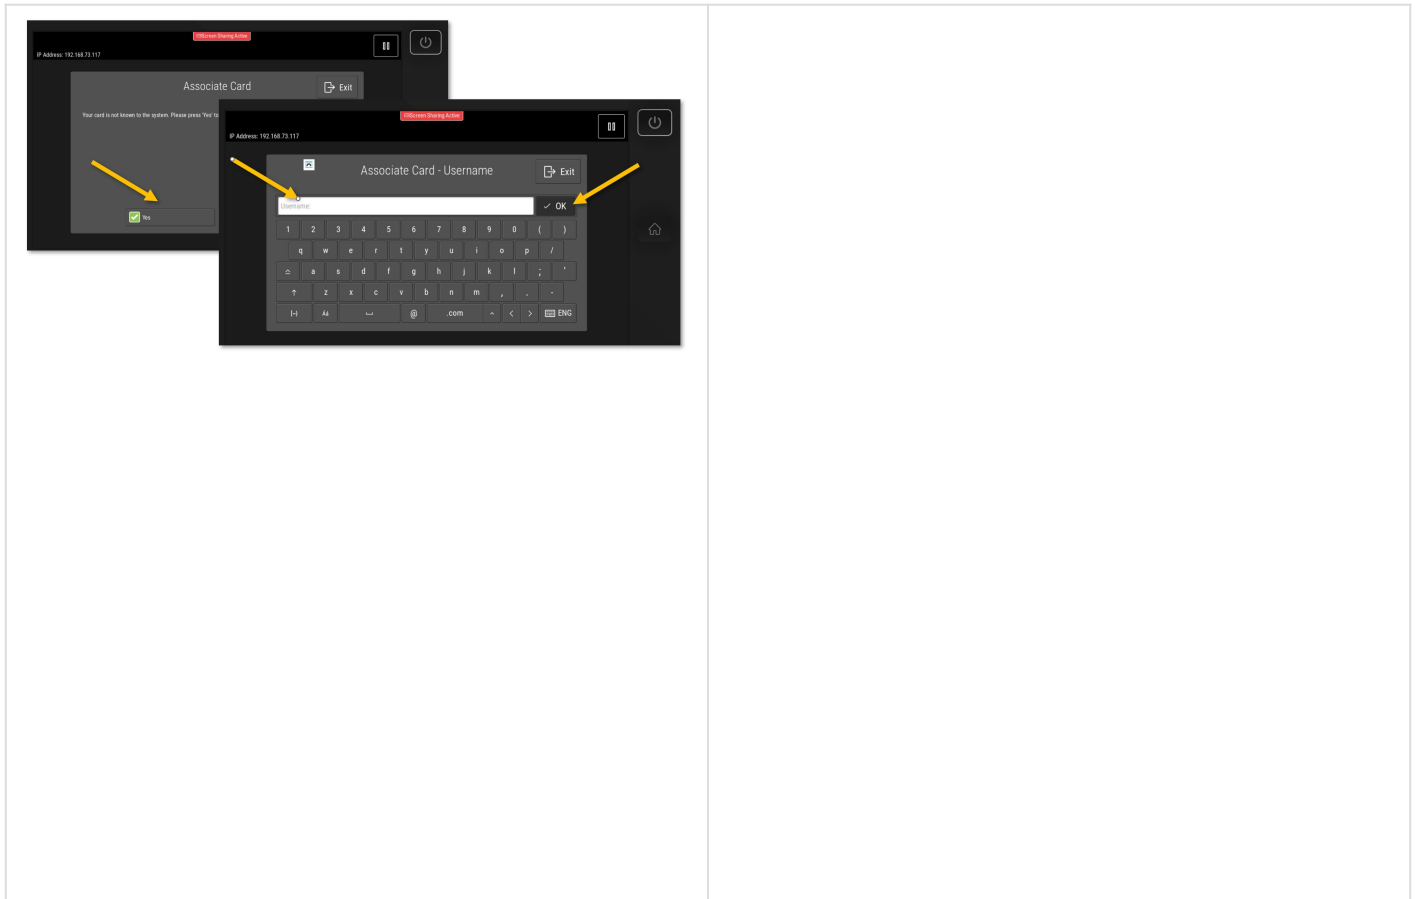 Screen Sharing Active
IP Address: 192.168.73.117
Associate Card
Exit
Your card is not known to the system. Please press 'Yes' to
Yes
Screen Sharing Active
IP Address: 192.168.73.117
Associate Card - Username
Exit
Username:
OK
1 2 3 4 5 6 7 8 9 0 ( )
q w e r t y u i o p /
a s d f g h j k l ; '
z x c v b n m , . -
@ .com ^ < > ENG